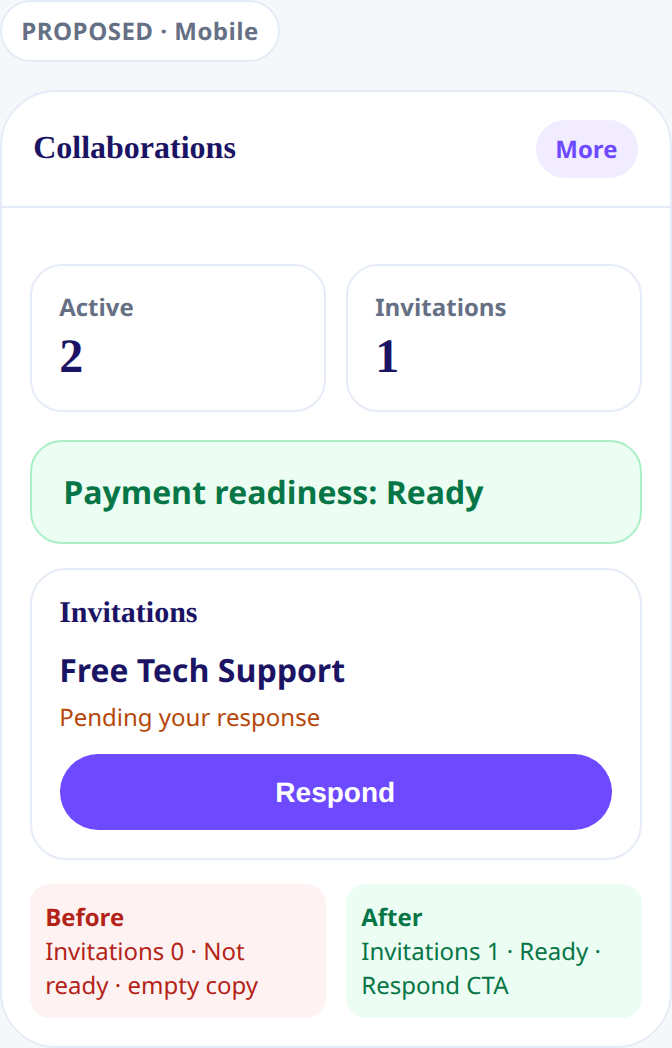 PROPOSED · Mobile
Collaborations
More
Active
2
Invitations
1
Payment readiness: Ready
Invitations
Free Tech Support
Pending your response
Respond
Before
Invitations 0 · Not
ready · empty copy
After
Invitations 1 · Ready ·
Respond CTA